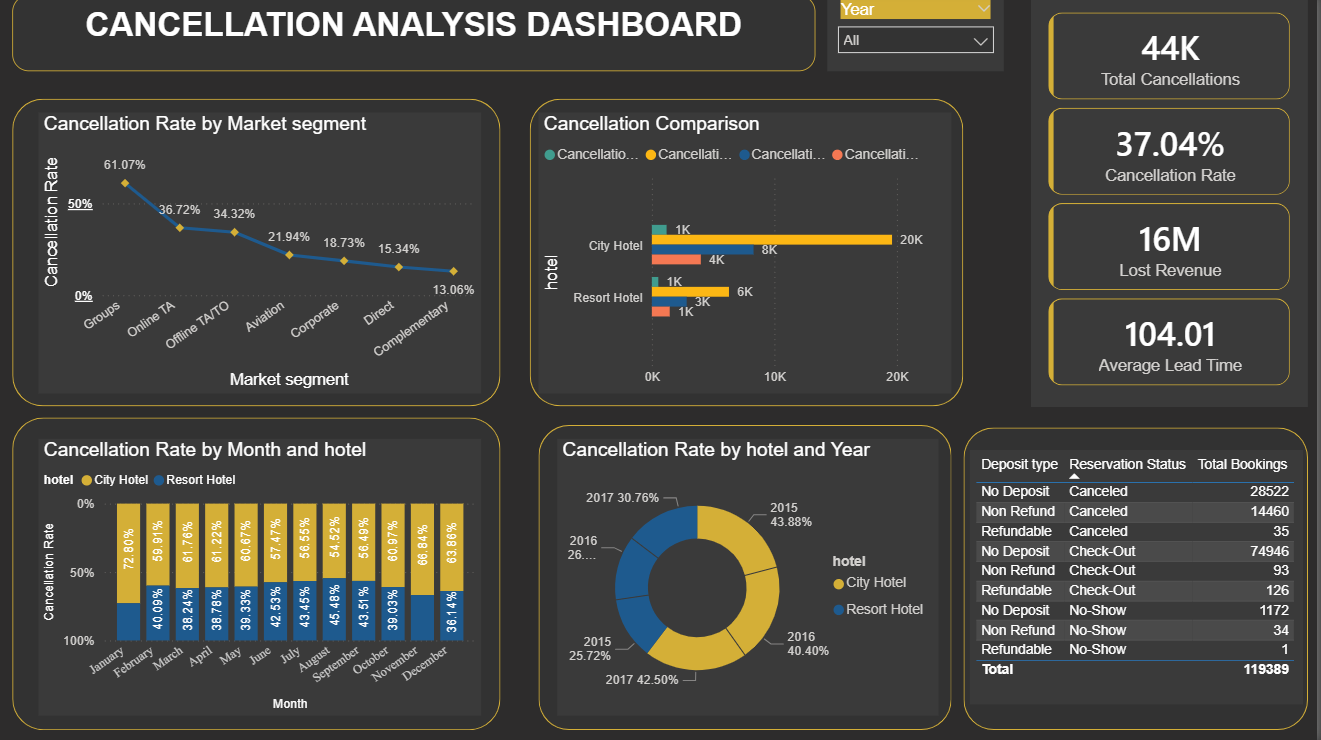 CANCELLATION ANALYSIS DASHBOARD
Year
All
44K
Total Cancellations
37.04%
Cancellation Rate
16M
Lost Revenue
104.01
Average Lead Time
Cancellation Rate by Market segment
Cancellation Rate
50%
0%
61.07%
36.72%
34.32%
21.94%
18.73%
15.34%
13.06%
Groups
Online TA
Offline TA/TO
Aviation
Corporate
Direct
Complementary
Market segment
Cancellation Comparison
Cancellatio... Cancellati... Cancellati... Cancellati...
hotel
City Hotel
1K
20K
8K
4K
Resort Hotel
1K
6K
3K
1K
0K 10K 20K
Cancellation Rate by Month and hotel
hotel City Hotel Resort Hotel
Cancellation Rate
0%
50%
100%
72.80% 59.91% 61.76% 61.22% 60.67% 57.47% 56.55% 54.52% 56.49% 60.97% 66.84% 63.86%
40.09% 38.24% 38.78% 39.33% 42.53% 43.45% 45.48% 43.51% 39.03% 36.14%
January February March April May June July August September October November December
Month
Cancellation Rate by hotel and Year
2017 30.76%
2015
43.88%
2016
26....
2015
25.72%
2016
40.40%
2017 42.50%
hotel
City Hotel
Resort Hotel
Deposit type Reservation Status Total Bookings
No Deposit Canceled 28522
Non Refund Canceled 14460
Refundable Canceled 35
No Deposit Check-Out 74946
Non Refund Check-Out 93
Refundable Check-Out 126
No Deposit No-Show 1172
Non Refund No-Show 34
Refundable No-Show 1
Total 119389